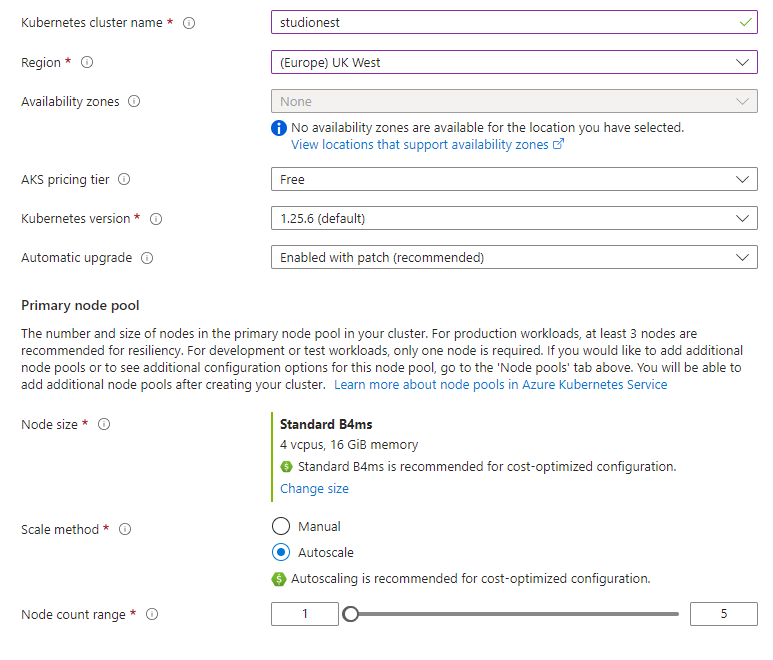 Kubernetes cluster name *
studionest
Region *
(Europe) UK West
Availability zones
None
No availability zones are available for the location you have selected.
View locations that support availability zones
AKS pricing tier
Free
Kubernetes version *
1.25.6 (default)
Automatic upgrade
Enabled with patch (recommended)
Primary node pool
The number and size of nodes in the primary node pool in your cluster. For production workloads, at least 3 nodes are
recommended for resiliency. For development or test workloads, only one node is required. If you would like to add additional
node pools or to see additional configuration options for this node pool, go to the 'Node pools' tab above. You will be able to
add additional node pools after creating your cluster. Learn more about node pools in Azure Kubernetes Service
Node size *
Standard B4ms
4 vcpus, 16 GiB memory
Standard B4ms is recommended for cost-optimized configuration.
Change size
Scale method *
Manual
Autoscale
Autoscaling is recommended for cost-optimized configuration.
Node count range *
1
5